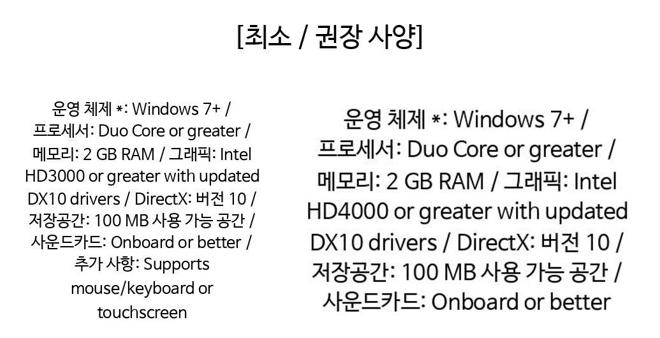 [최소 / 권장 사양]
운영 체제 *: Windows 7+ /
프로세서: Duo Core or greater /
메모리: 2 GB RAM / 그래픽: Intel
HD3000 or greater with updated
DX10 drivers / DirectX: 버전 10 /
저장공간: 100 MB 사용 가능 공간 /
사운드카드: Onboard or better /
추가 사항: Supports
mouse/keyboard or
touchscreen
운영 체제 *: Windows 7+ /
프로세서: Duo Core or greater /
메모리: 2 GB RAM / 그래픽: Intel
HD4000 or greater with updated
DX10 drivers / DirectX: 버전 10 /
저장공간: 100 MB 사용 가능 공간 /
사운드카드: Onboard or better